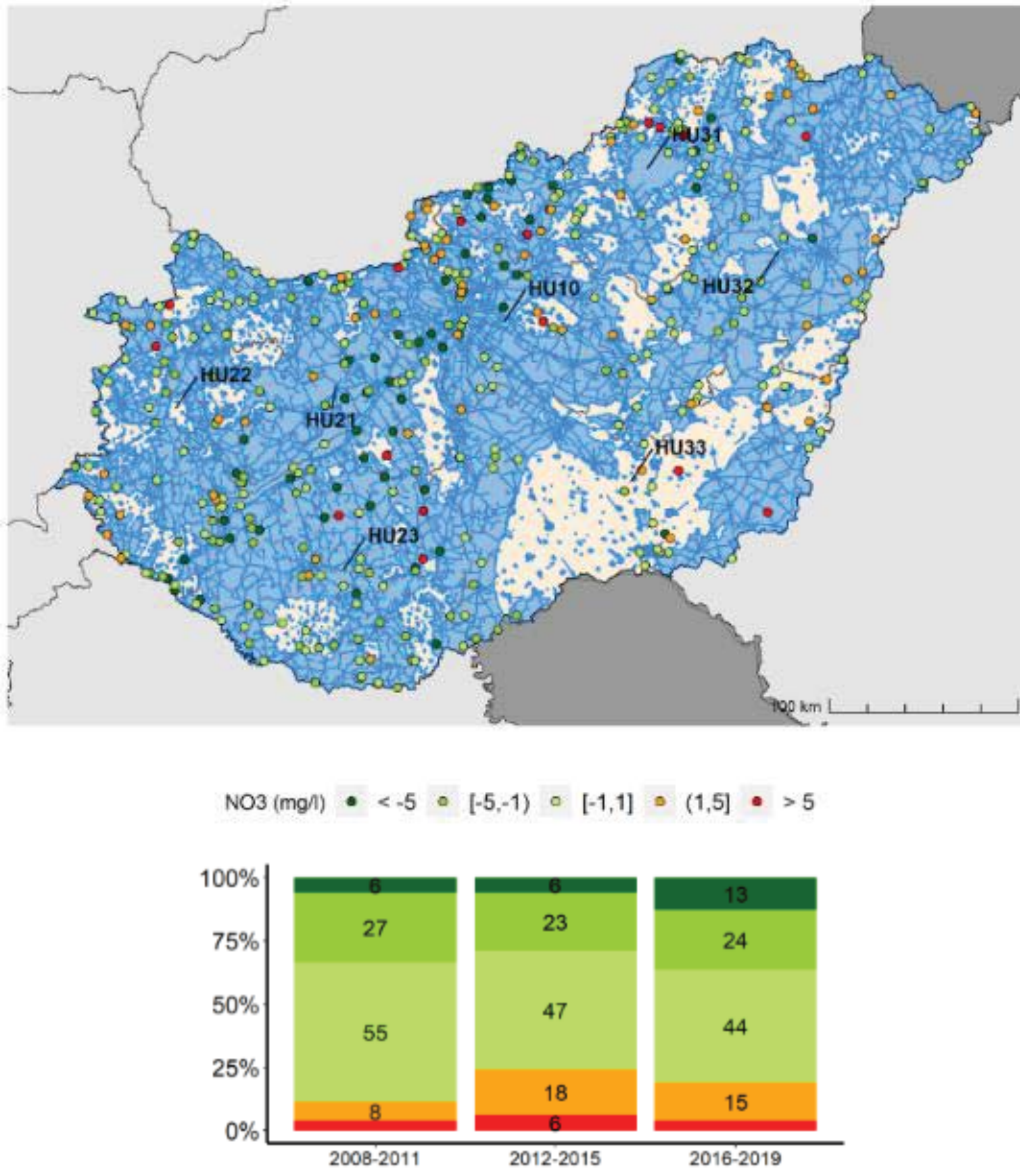 HU31
HU32
HU10
HU22
HU21
HU33
HU23
100 km
NO3 (mg/l) < -5 [-5,-1) [-1,1] (1,5] > 5
100%
75%
50%
25%
0%
6 6 13
27 23 24
55 47 44
8 18 15
6
2008-2011 2012-2015 2016-2019